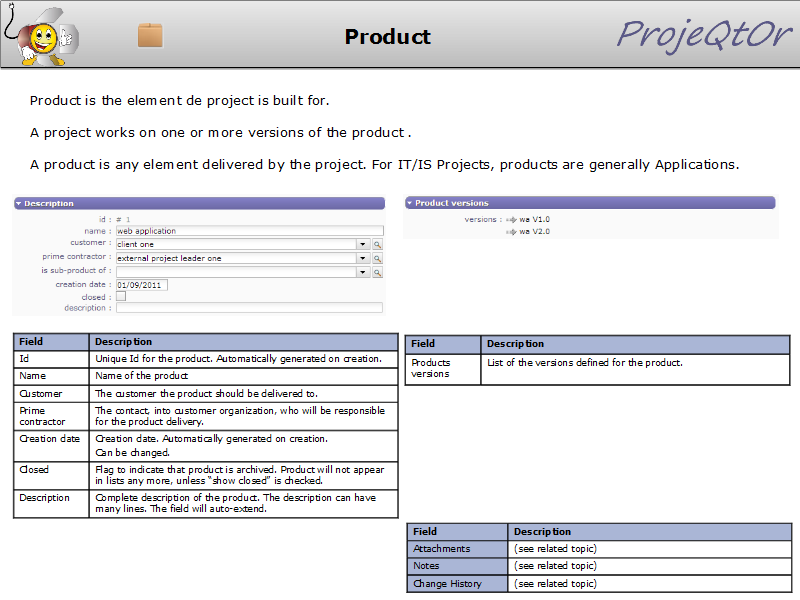 Product
ProjeQtOr
Product is the element de project is built for.
A project works on one or more versions of the product .
A product is any element delivered by the project. For IT/IS Projects, products are generally Applications.
Description
id : # 1
name : web application
customer : client one
prime contractor : external project leader one
is sub-product of :
creation date : 01/09/2011
closed :
description :
Product versions
versions : wa V1.0
wa V2.0
Field Description
Id Unique Id for the product. Automatically generated on creation.
Name Name of the product
Customer The customer the product should be delivered to.
Prime The contact, into customer organization, who will be responsible
contractor for the product delivery.
Creation date Creation date. Automatically generated on creation.
Can be changed.
Closed Flag to indicate that product is archived. Product will not appear
in lists any more, unless "show closed" is checked.
Description Complete description of the product. The description can have
many lines. The field will auto-extend.
Field Description
Products List of the versions defined for the product.
versions
Field Description
Attachments (see related topic)
Notes (see related topic)
Change History (see related topic)